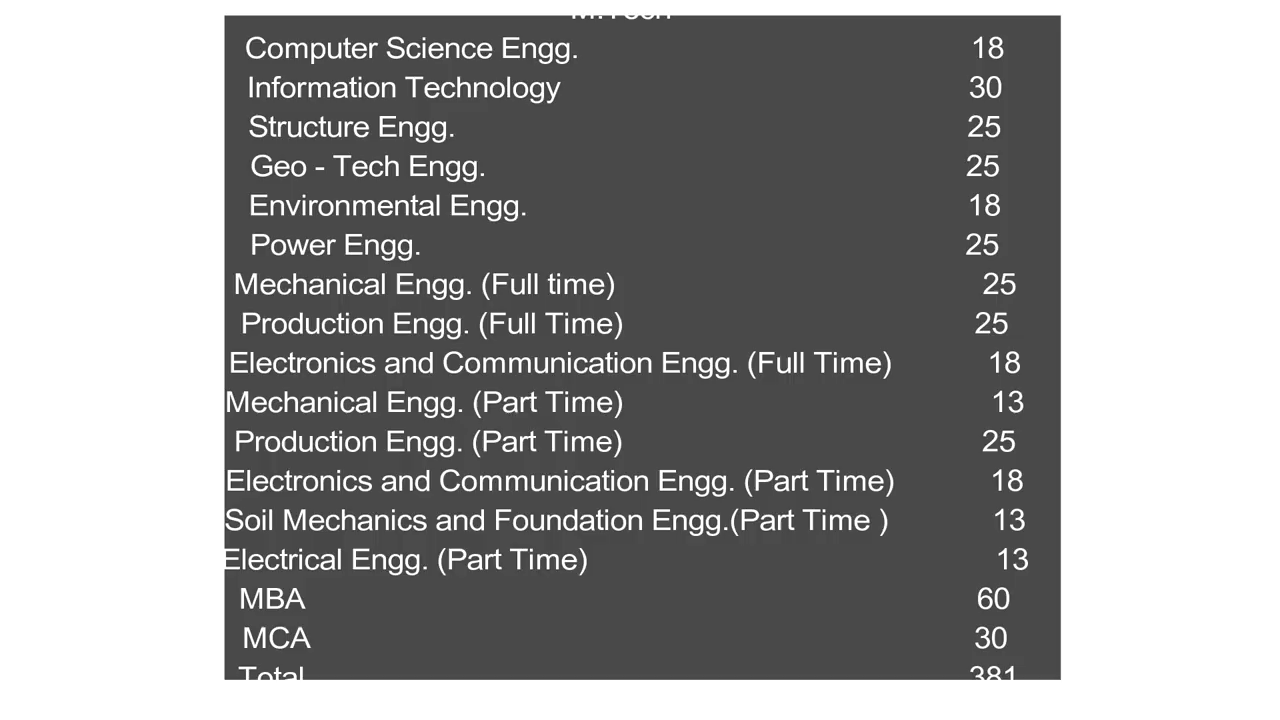 M.Tech
Computer Science Engg. 18
Information Technology 30
Structure Engg. 25
Geo - Tech Engg. 25
Environmental Engg. 18
Power Engg. 25
Mechanical Engg. (Full time) 25
Production Engg. (Full Time) 25
Electronics and Communication Engg. (Full Time) 18
Mechanical Engg. (Part Time) 13
Production Engg. (Part Time) 25
Electronics and Communication Engg. (Part Time) 18
Soil Mechanics and Foundation Engg.(Part Time ) 13
Electrical Engg. (Part Time) 13
MBA 60
MCA 30
Total 381